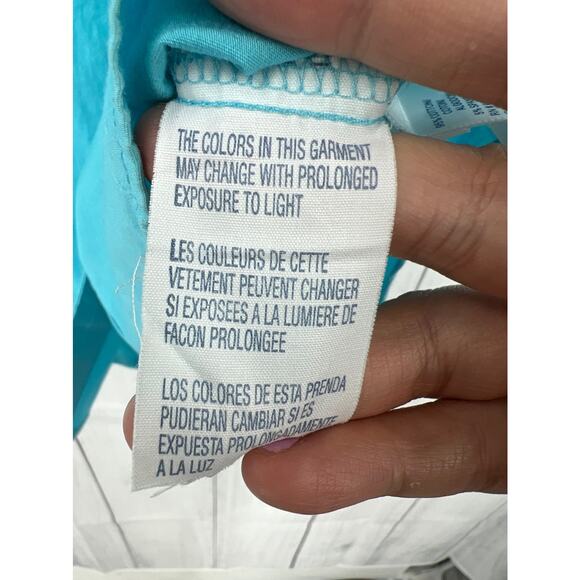 THE COLORS IN THIS GARMENT
MAY CHANGE WITH PROLONGED
EXPOSURE TO LIGHT
LES COULEURS DE CETTE
VETEMENT PEUVENT CHANGER
SI EXPOSEES A LA LUMIERE DE
FACON PROLONGEE
LOS COLORES DE ESTA PRENDA
PUDIERAN CAMBIAR SI ES
EXPUESTA PROLONGADAMENTE
A LA LUZ